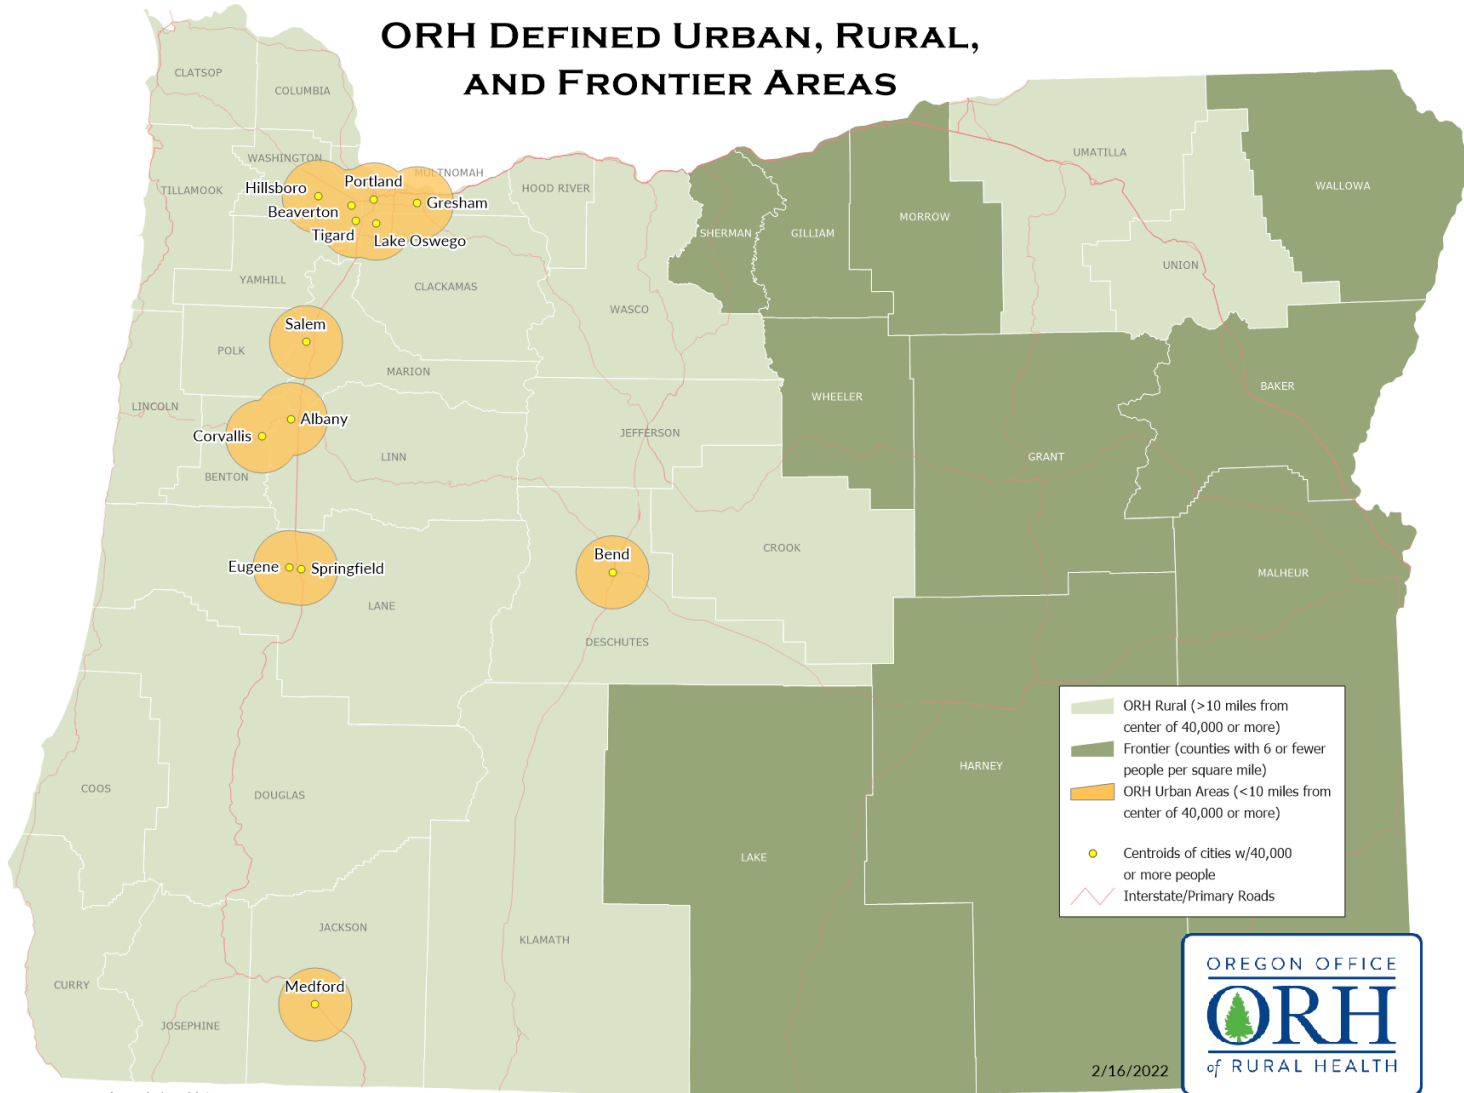 ORH DEFINED URBAN, RURAL,
AND FRONTIER AREAS
CLATSOP
COLUMBIA
WASHINGTON
MULTNOMAH
TILLAMOOK
HOOD RIVER
UMATILLA
WALLOWA
Hillsboro
Portland
Beaverton
Gresham
Tigard
Lake Oswego
SHERMAN
GILLIAM
MORROW
UNION
YAMHILL
CLACKAMAS
WASCO
Salem
POLK
MARION
BAKER
WHEELER
LINCOLN
Albany
Corvallis
JEFFERSON
LINN
GRANT
BENTON
CROOK
Bend
Eugene
Springfield
MALHEUR
LANE
DESCHUTES
ORH Rural (>10 miles from
center of 40,000 or more)
Frontier (counties with 6 or fewer
people per square mile)
ORH Urban Areas (<10 miles from
center of 40,000 or more)
Centroids of cities w/40,000
or more people
Interstate/Primary Roads
HARNEY
COOS
DOUGLAS
LAKE
JACKSON
KLAMATH
CURRY
Medford
JOSEPHINE
OREGON OFFICE
ORH
of RURAL HEALTH
2/16/2022